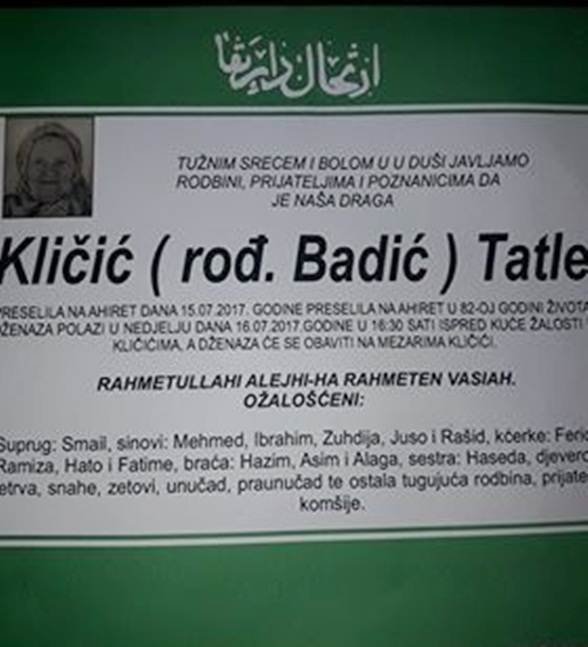 ارتحال دار بقا
TUŽNIM SRECEM I BOLOM U U DUŠI JAVLJAMO
RODBINI, PRIJATELJIMA I POZNANICIMA DA
JE NAŠA DRAGA
Kličić ( rođ. Badić ) Tatle
PRESELILA NA AHIRET DANA 15.07.2017. GODINE PRESELILA NA AHIRET U 82-OJ GODINI ŽIVOTA
DŽENAZA POLAZI U NEDJELJU DANA 16.07.2017.GODINE U 16:30 SATI ISPRED KUĆE ŽALOSTI
KLIČIĆIMA, A DŽENAZA ĆE SE OBAVITI NA MEZARIMA KLIČIĆI.
RAHMETULLAHI ALEJHI-HA RAHMETEN VASIAH.
OŽALOŠĆENI:
Suprug: Smail, sinovi: Mehmed, Ibrahim, Zuhdija, Juso i Rašid, kćerke: Ferid
Ramiza, Hato i Fatime, braća: Hazim, Asim i Alaga, sestra: Haseda, djevero
etrva, snahe, zetovi, unučad, praunučad te ostala tugujuća rodbina, prijate
komšije.